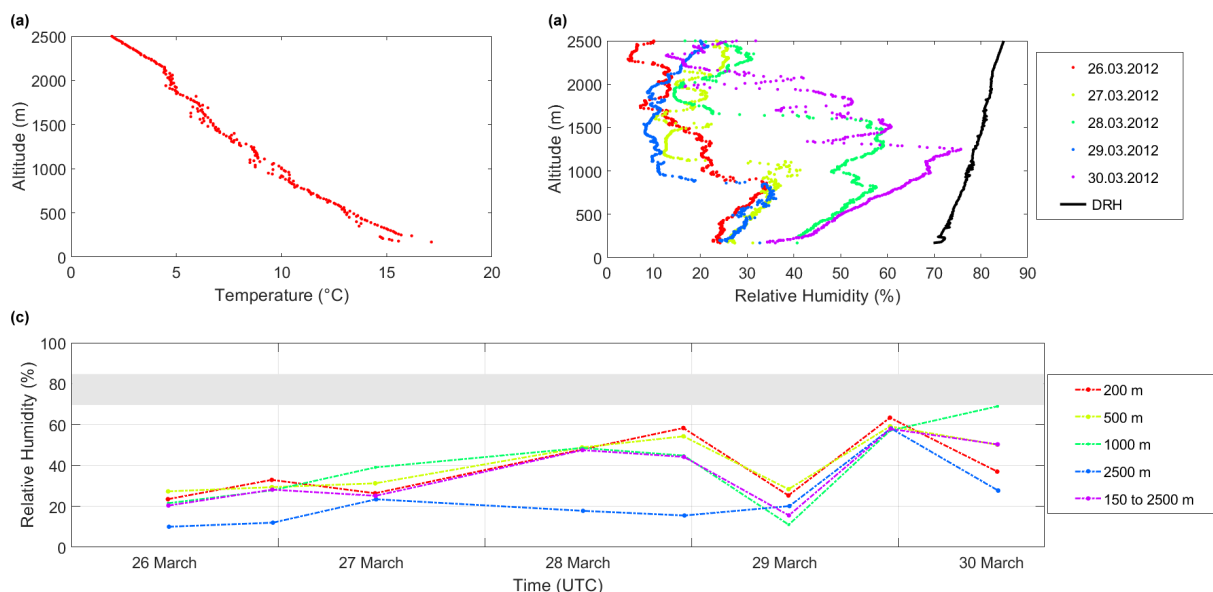 (a)
(a)
2500
2000
1500
1000
500
0
Altitude (m)
0
5
10
15
20
Temperature (°C)
2500
2000
1500
1000
500
0
Altitude (m)
0
10
20
30
40
50
60
70
80
90
Relative Humidity (%)
26.03.2012
27.03.2012
28.03.2012
29.03.2012
30.03.2012
DRH
(c)
100
80
60
40
20
0
Relative Humidity (%)
26 March
27 March
28 March
29 March
30 March
Time (UTC)
200 m
500 m
1000 m
2500 m
150 to 2500 m